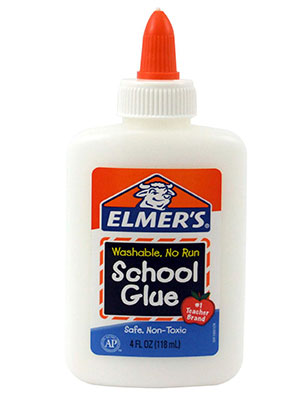 ELMER'S
Washable, No Run
School
Glue
#1
Teacher
Brand
Safe, Non-Toxic
AP
4 FL OZ (118 mL)